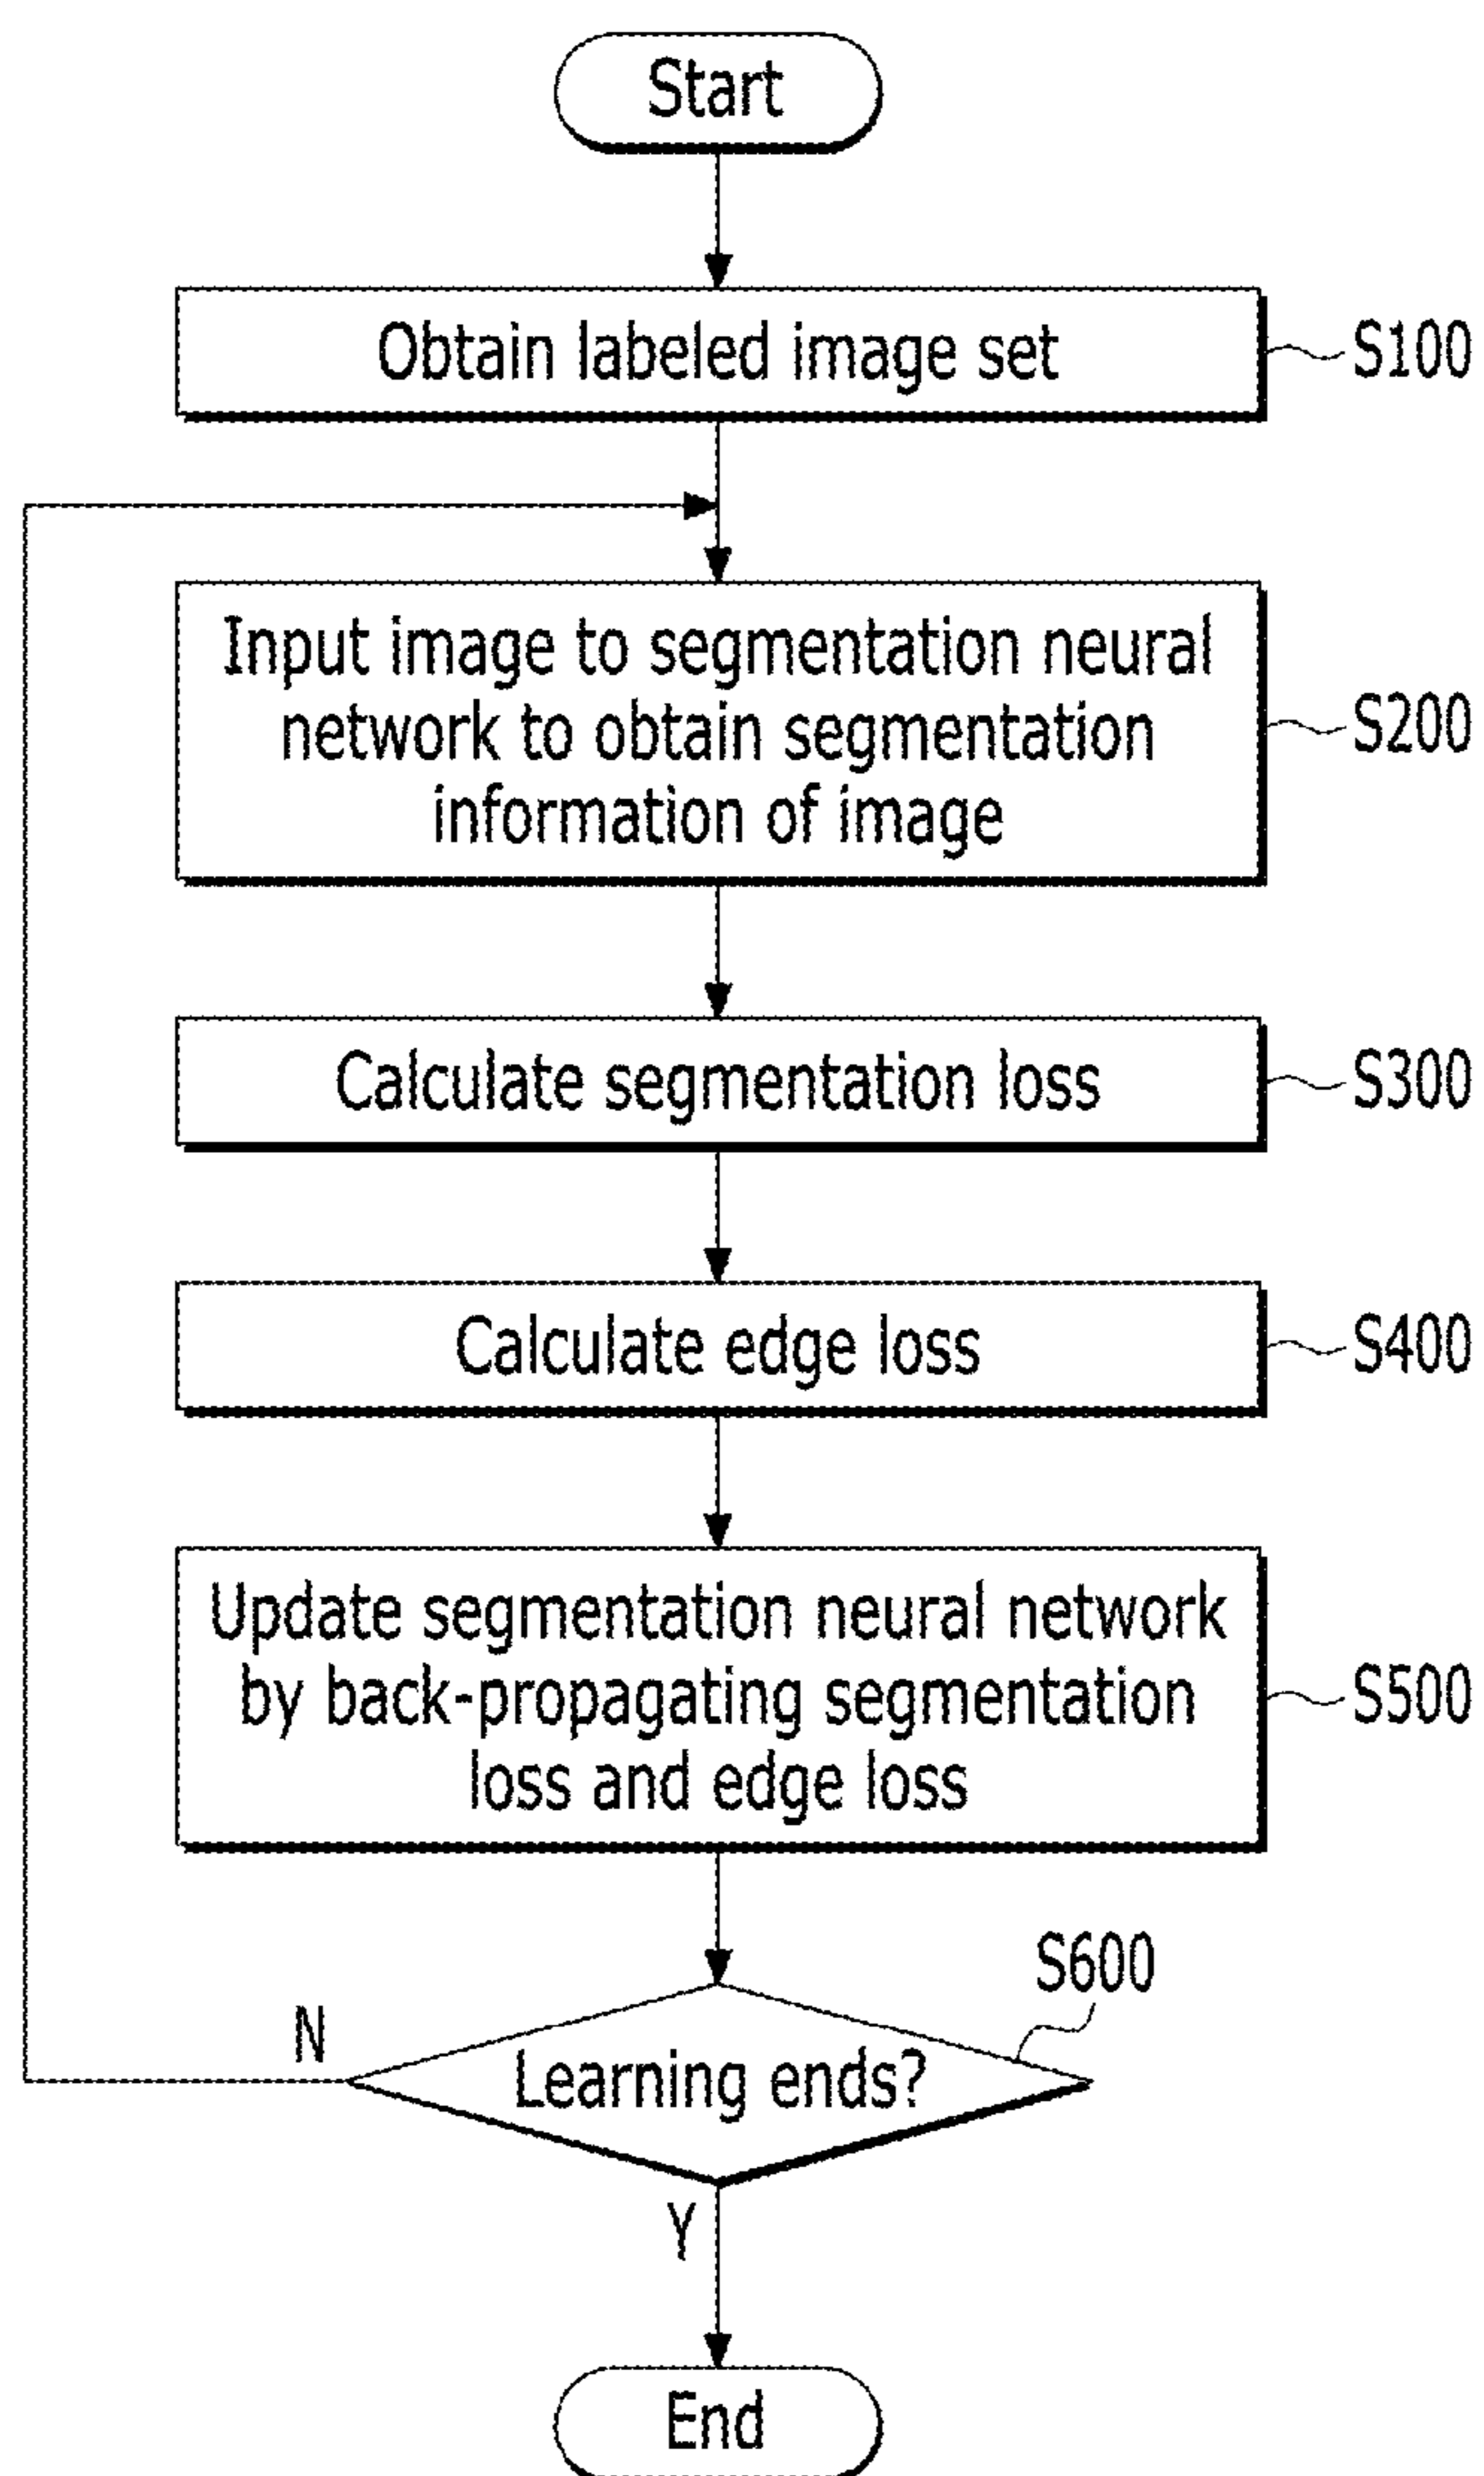 Start
Obtain labeled image set
S100
Input image to segmentation neural
network to obtain segmentation
information of image
S200
Calculate segmentation loss
S300
Calculate edge loss
S400
Update segmentation neural network
by back-propagating segmentation
loss and edge loss
S500
S600
N
Learning ends?
Y
End